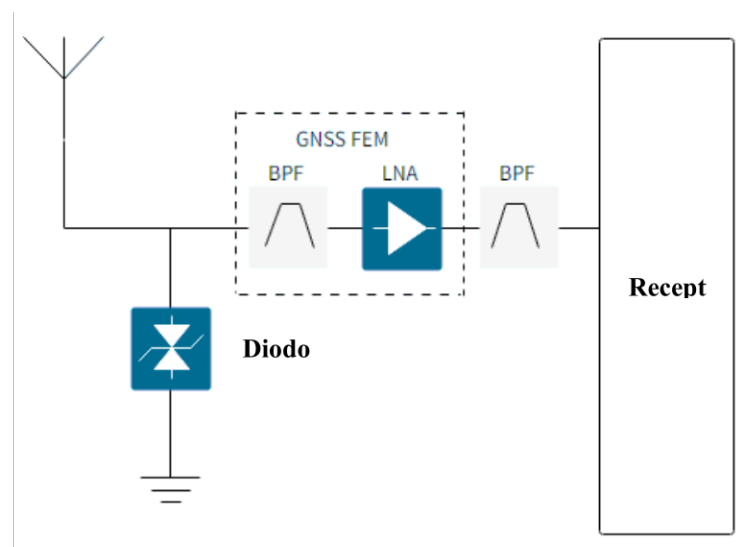 GNSS FEM
BPF
LNA
BPF
Recept
Diodo